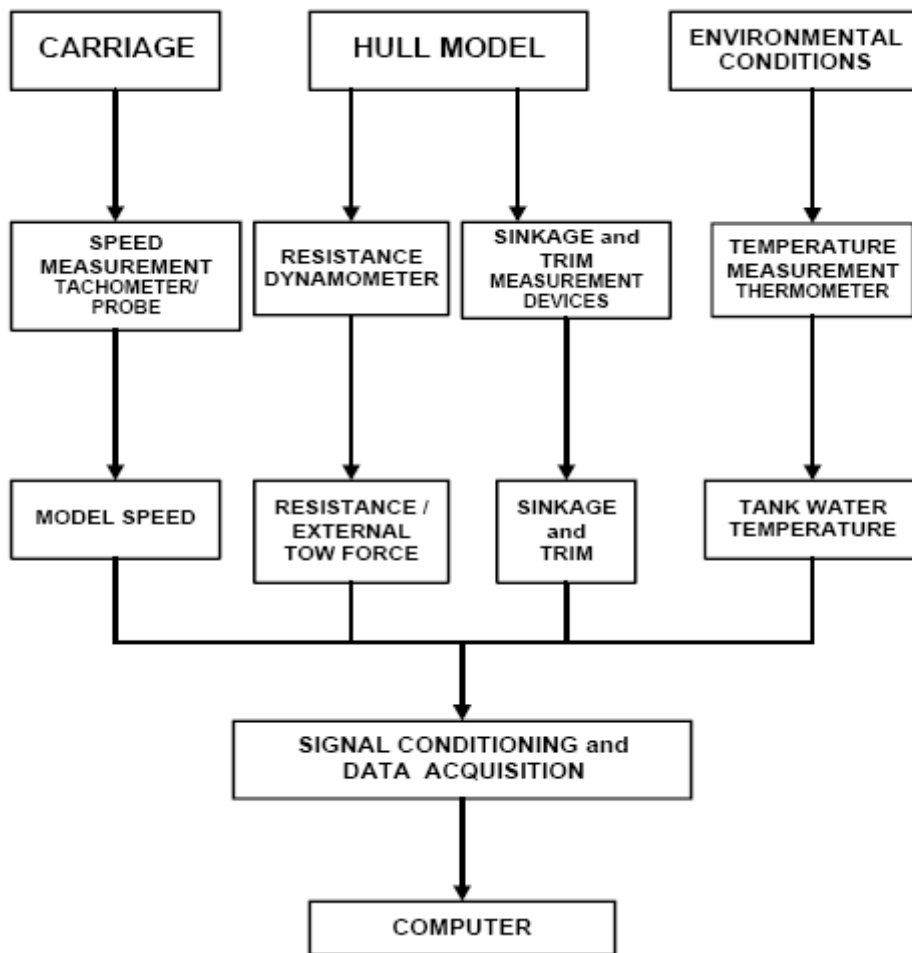 CARRIAGE
HULL MODEL
ENVIRONMENTAL
CONDITIONS
SPEED
MEASUREMENT
TACHOMETER/
PROBE
RESISTANCE
DYNAMOMETER
SINKAGE and
TRIM
MEASUREMENT
DEVICES
TEMPERATURE
MEASUREMENT
THERMOMETER
MODEL SPEED
RESISTANCE /
EXTERNAL
TOW FORCE
SINKAGE
and
TRIM
TANK WATER
TEMPERATURE
SIGNAL CONDITIONING and
DATA ACQUISITION
COMPUTER